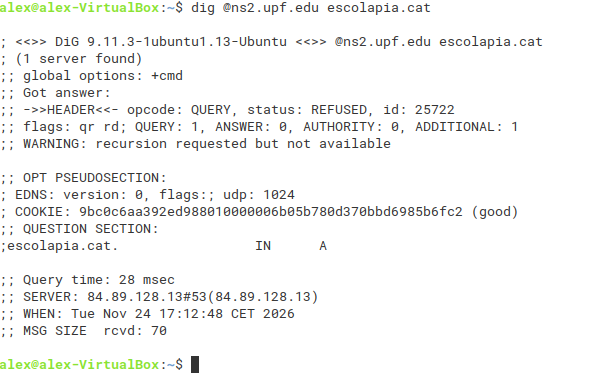 alex@alex-VirtualBox:~$ dig @ns2.upf.edu escolapia.cat
; <<>> DiG 9.11.3-1ubuntu1.13-Ubuntu <<>> @ns2.upf.edu escolapia.cat
; (1 server found)
;; global options: +cmd
;; Got answer:
;; ->>HEADER<<- opcode: QUERY, status: REFUSED, id: 25722
;; flags: qr rd; QUERY: 1, ANSWER: 0, AUTHORITY: 0, ADDITIONAL: 1
;; WARNING: recursion requested but not available
;; OPT PSEUDOSECTION:
; EDNS: version: 0, flags:; udp: 1024
; COOKIE: 9bc0c6aa392ed988010000006b05b780d370bbd6985b6fc2 (good)
;; QUESTION SECTION:
;escolapia.cat. IN A
;; Query time: 28 msec
;; SERVER: 84.89.128.13#53(84.89.128.13)
;; WHEN: Tue Nov 24 17:12:48 CET 2026
;; MSG SIZE rcvd: 70
alex@alex-VirtualBox:~$